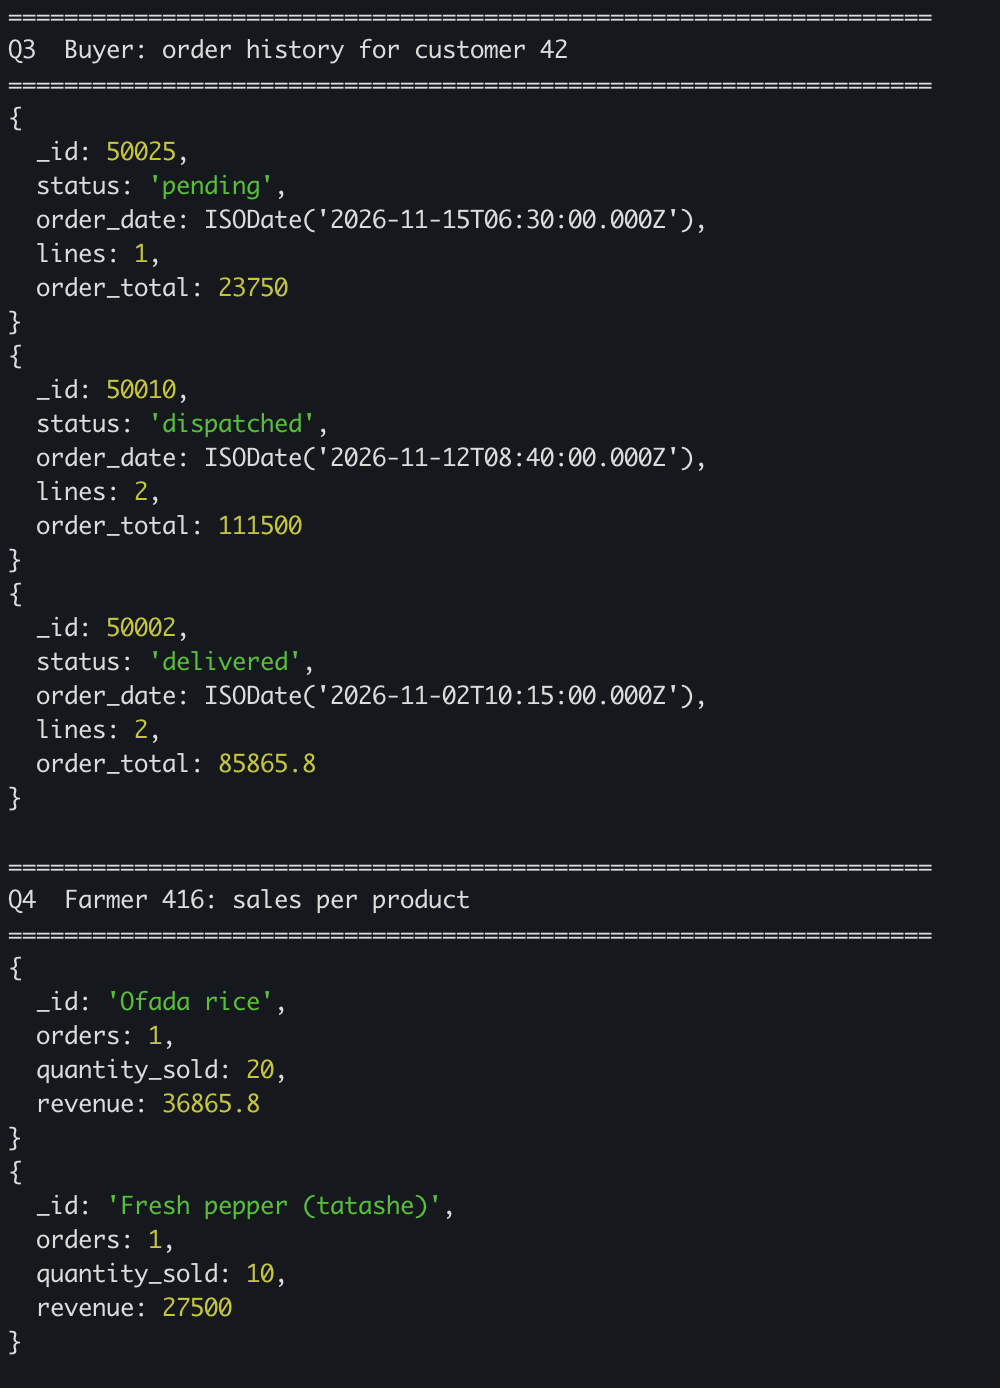 ==================================================================
Q3  Buyer: order history for customer 42
==================================================================
{
  _id: 50025,
  status: 'pending',
  order_date: ISODate('2026-11-15T06:30:00.000Z'),
  lines: 1,
  order_total: 23750
}
{
  _id: 50010,
  status: 'dispatched',
  order_date: ISODate('2026-11-12T08:40:00.000Z'),
  lines: 2,
  order_total: 111500
}
{
  _id: 50002,
  status: 'delivered',
  order_date: ISODate('2026-11-02T10:15:00.000Z'),
  lines: 2,
  order_total: 85865.8
}
==================================================================
Q4  Farmer 416: sales per product
==================================================================
{
  _id: 'Ofada rice',
  orders: 1,
  quantity_sold: 20,
  revenue: 36865.8
}
{
  _id: 'Fresh pepper (tatashe)',
  orders: 1,
  quantity_sold: 10,
  revenue: 27500
}